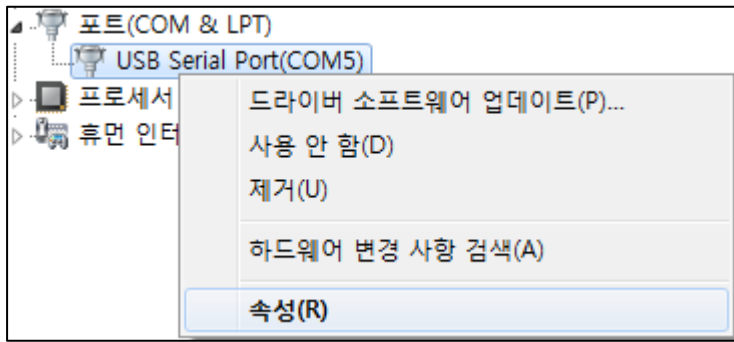 포트(COM & LPT)
USB Serial Port(COM5)
프로세서
휴먼 인터
드라이버 소프트웨어 업데이트(P)...
사용 안 함(D)
제거(U)
하드웨어 변경 사항 검색(A)
속성(R)